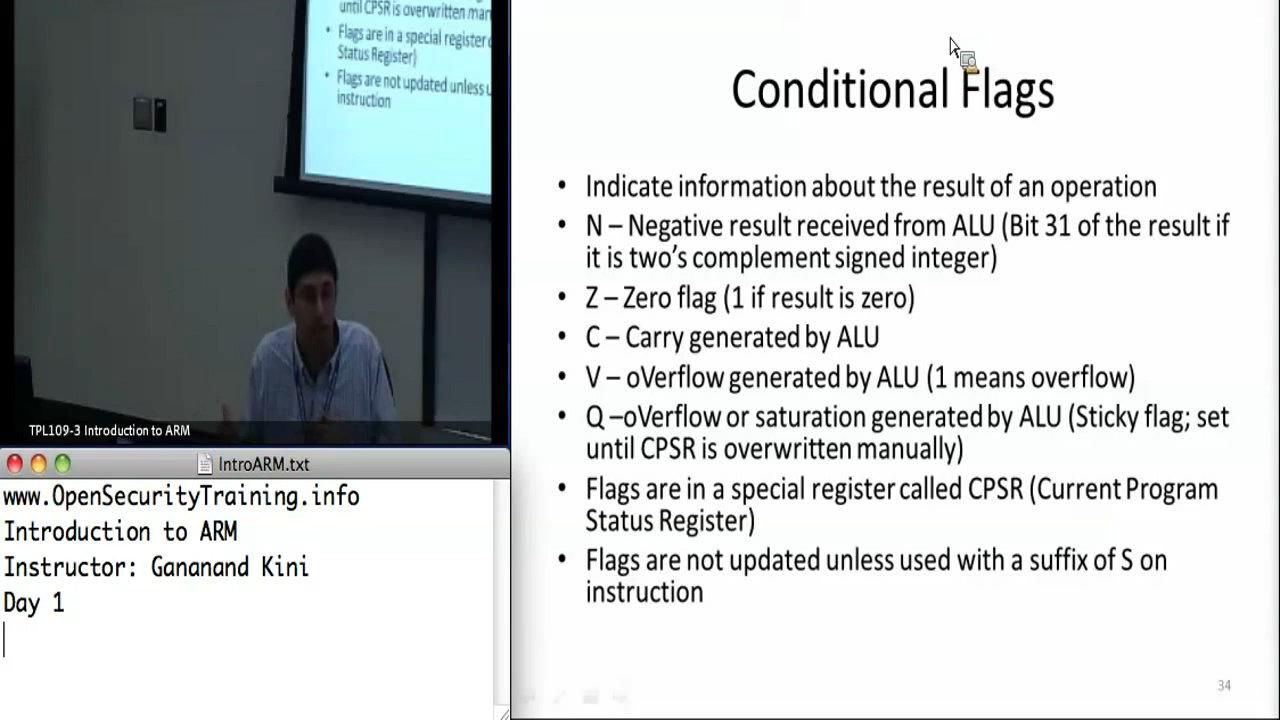 until CPSR is overwritten man
Flags are in a special register
Status Register)
Flags are not updated unless u
instruction
TPL109-3 Introduction to ARM
IntroARM.txt
www.OpenSecurityTraining.info
Introduction to ARM
Instructor: Gananand Kini
Day 1
Conditional Flags
• Indicate information about the result of an operation
• N – Negative result received from ALU (Bit 31 of the result if
it is two's complement signed integer)
• Z – Zero flag (1 if result is zero)
• C – Carry generated by ALU
• V – oVerflow generated by ALU (1 means overflow)
• Q –oVerflow or saturation generated by ALU (Sticky flag; set
until CPSR is overwritten manually)
• Flags are in a special register called CPSR (Current Program
Status Register)
• Flags are not updated unless used with a suffix of S on
instruction
34